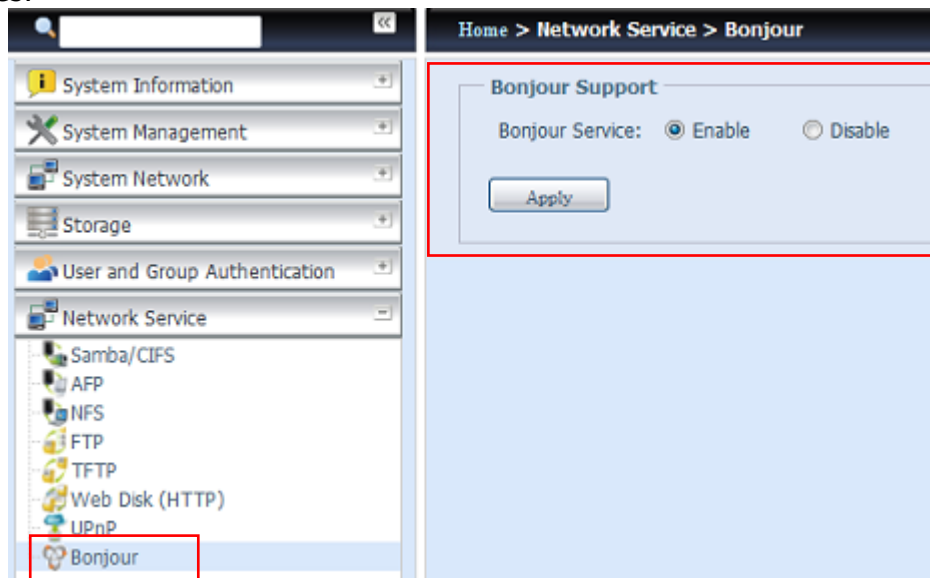 Home > Network Service > Bonjour
System Information
System Management
System Network
Storage
User and Group Authentication
Network Service
Samba/CIFS
AFP
NFS
FTP
TFTP
Web Disk (HTTP)
UPnP
Bonjour
Bonjour Support
Bonjour Service: Enable Disable
Apply